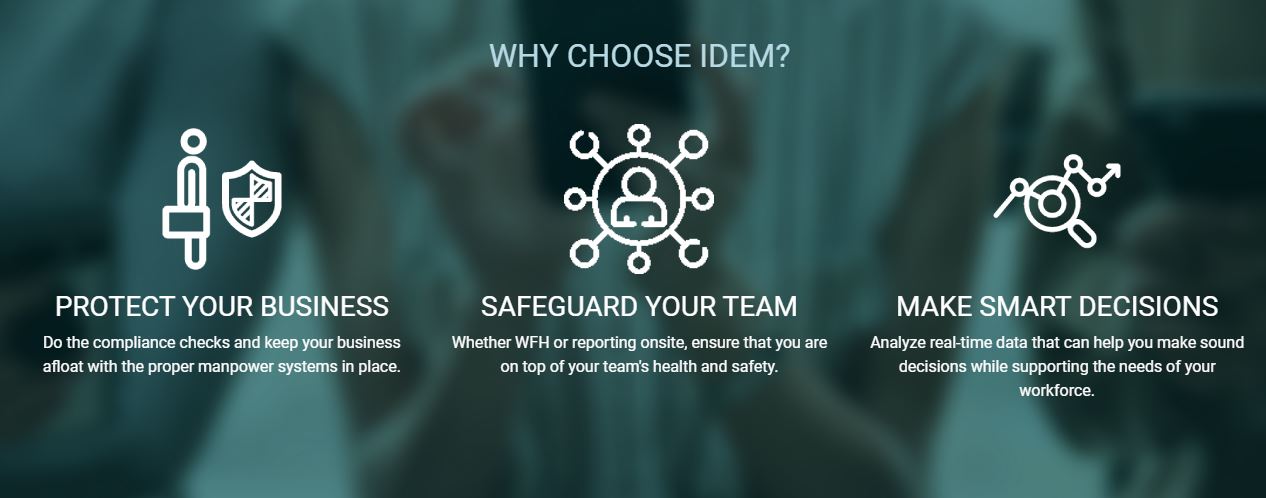 WHY CHOOSE IDEM?
PROTECT YOUR BUSINESS
Do the compliance checks and keep your business
afloat with the proper manpower systems in place.
SAFEGUARD YOUR TEAM
Whether WFH or reporting onsite, ensure that you are
on top of your team's health and safety.
MAKE SMART DECISIONS
Analyze real-time data that can help you make sound
decisions while supporting the needs of your
workforce.